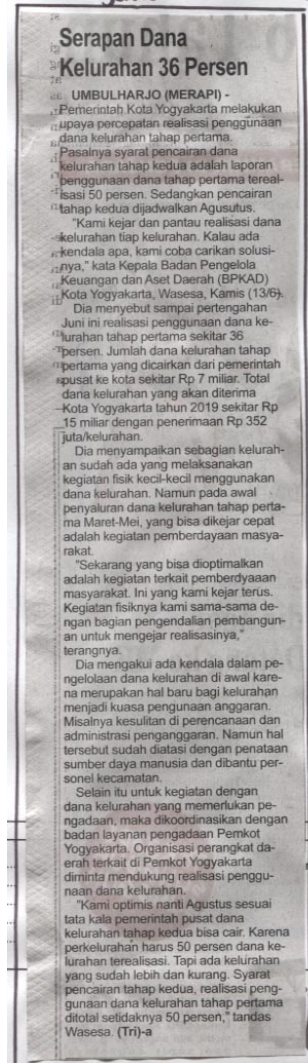 Serapan Dana
Kelurahan 36 Persen
UMBULHARJO (MERAPI) -
Pemerintah Kota Yogyakarta melakukan
upaya percepatan realisasi penggunaan
dana kelurahan tahap pertama.
Pasalnya syarat pencairan dana
kelurahan tahap kedua adalah laporan
penggunaan dana tahap pertama tereal-
isasi 50 persen. Sedangkan pencairan
tahap kedua dijadwalkan Agusutus.
"Kami kejar dan pantau realisasi dana
kelurahan tiap kelurahan. Kalau ada
kendala apa, kami coba carikan solusi-
nya," kata Kepala Badan Pengelola
Keuangan dan Aset Daerah (BPKAD)
Kota Yogyakarta, Wasesa, Kamis (13/6).
Dia menyebut sampai pertengahan
Juni ini realisasi penggunaan dana ke-
lurahan tahap pertama sekitar 36
persen. Jumlah dana kelurahan tahap
pertama yang dicairkan dari pemerintah
pusat ke kota sekitar Rp 7 miliar. Total
dana kelurahan yang akan diterima
Kota Yogyakarta tahun 2019 sekitar Rp
15 miliar dengan penerimaan Rp 352
juta/kelurahan.
Dia menyampaikan sebagian kelurah-
an sudah ada yang melaksanakan
kegiatan fisik kecil-kecil menggunakan
dana kelurahan. Namun pada awal
penyaluran dana kelurahan tahap perta-
ma Maret-Mei, yang bisa dikejar cepat
adalah kegiatan pemberdayaan masya-
rakat.
"Sekarang yang bisa dioptimalkan
adalah kegiatan terkait pemberdyaaan
masyarakat. Ini yang kami kejar terus.
Kegiatan fisiknya kami sama-sama de-
ngan bagian pengendalian pembangun-
an untuk mengejar realisasinya,"
terangnya.
Dia mengakui ada kendala dalam pe-
ngelolaan dana kelurahan di awal kare-
na merupakan hal baru bagi kelurahan
menjadi kuasa pengunaan anggaran.
Misalnya kesulitan di perencanaan dan
administrasi penganggaran. Namun hal
tersebut sudah diatasi dengan penataan
sumber daya manusia dan dibantu per-
sonel kecamatan.
Selain itu untuk kegiatan dengan
dana kelurahan yang memerlukan pe-
ngadaan, maka dikoordinasikan dengan
badan layanan pengadaan Pemkot
Yogyakarta. Organisasi perangkat da-
erah terkait di Pemkot Yogyakarta
diminta mendukung realisasi penggu-
naan dana kelurahan.
"Kami optimis nanti Agustus sesuai
tata kala pemerintah pusat dana
kelurahan tahap kedua bisa cair. Karena
perkelurahan harus 50 persen dana ke-
lurahan terealisasi. Tapi ada kelurahan
yang sudah lebih dan kurang. Syarat
pencairan tahap kedua, realisasi peng-
gunaan dana kelurahan tahap pertama
ditotal setidaknya 50 persen," tandas
Wasesa. (Tri)-a